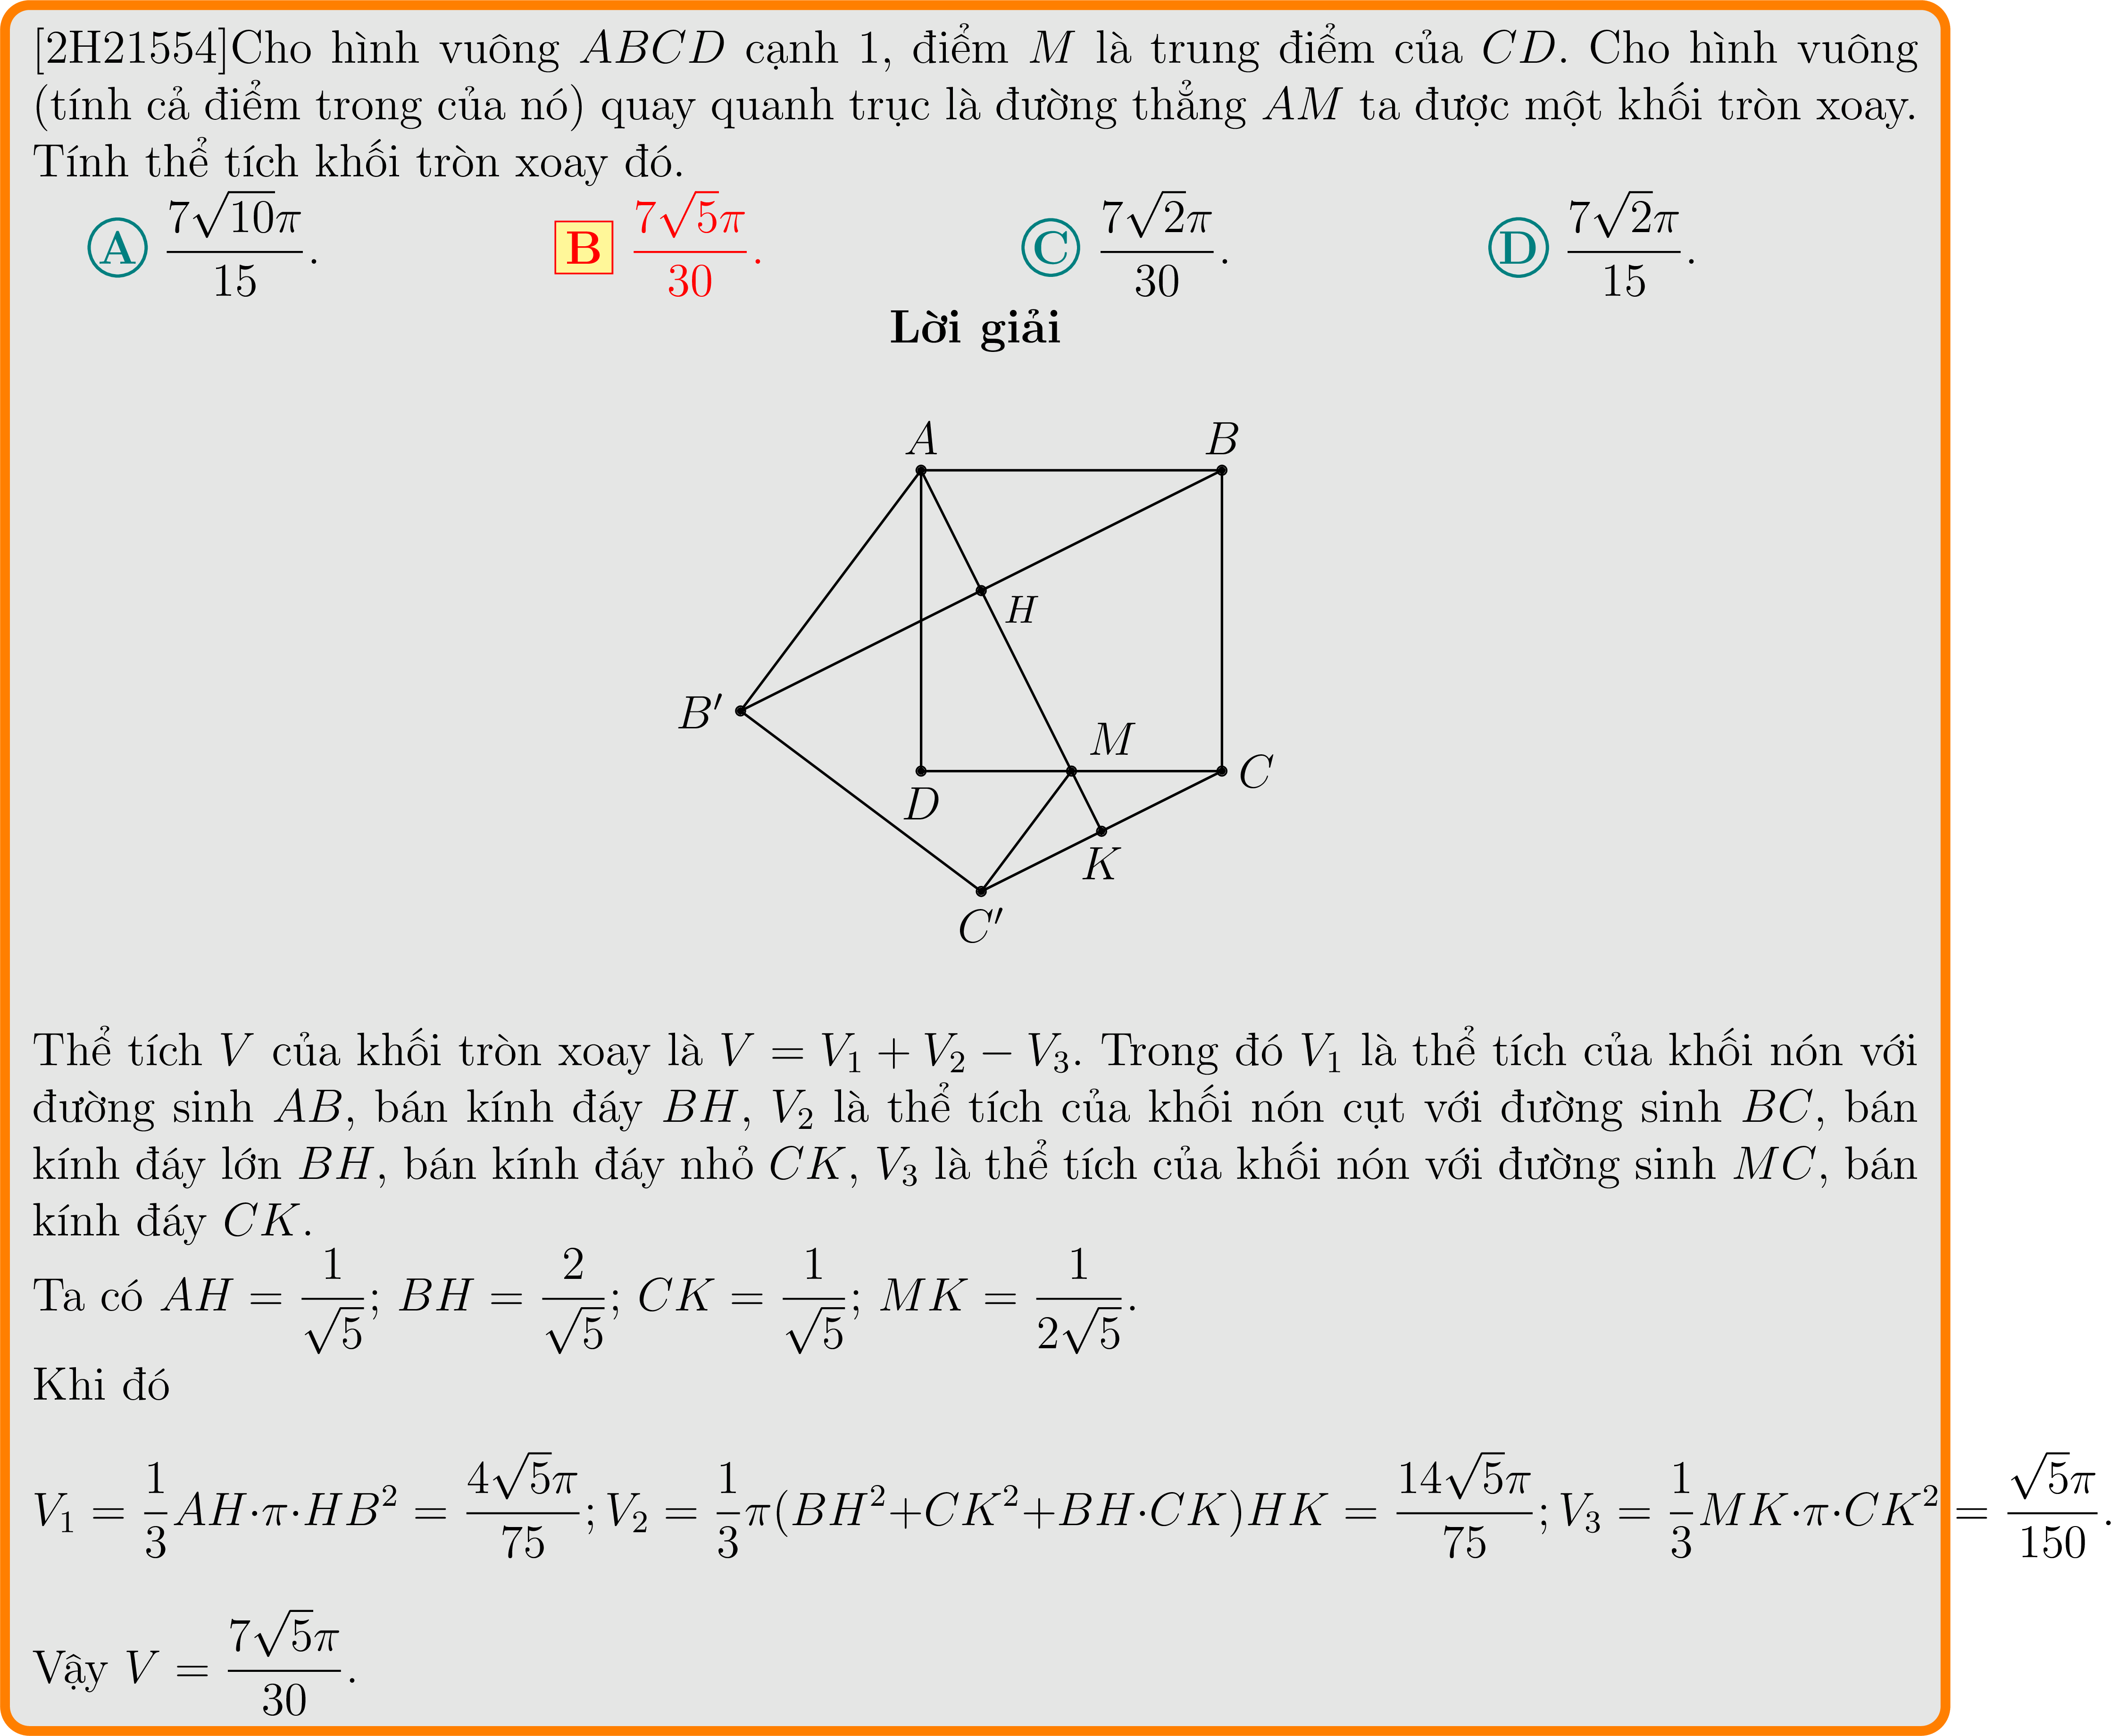 [2H21554]Cho hình vuông ABCD cạnh 1, điểm M là trung điểm của CD. Cho hình vuông
(tính cả điểm trong của nó) quay quanh trục là đường thẳng AM ta được một khối tròn xoay.
Tính thể tích khối tròn xoay đó.
A $\frac{7\sqrt{10}\pi}{15}$. B $\frac{7\sqrt{5}\pi}{30}$. C $\frac{7\sqrt{2}\pi}{30}$. D $\frac{7\sqrt{2}\pi}{15}$.
Lời giải
A B
H
B′
M
D C
K
C′
Thể tích V của khối tròn xoay là $V = V_1 + V_2 - V_3$. Trong đó $V_1$ là thể tích của khối nón với
đường sinh AB, bán kính đáy BH, $V_2$ là thể tích của khối nón cụt với đường sinh BC, bán
kính đáy lớn BH, bán kính đáy nhỏ CK, $V_3$ là thể tích của khối nón với đường sinh MC, bán
kính đáy CK.
Ta có $AH = \frac{1}{\sqrt{5}}$; $BH = \frac{2}{\sqrt{5}}$; $CK = \frac{1}{\sqrt{5}}$; $MK = \frac{1}{2\sqrt{5}}$.
Khi đó
$V_1 = \frac{1}{3}AH \cdot \pi \cdot HB^2 = \frac{4\sqrt{5}\pi}{75}; V_2 = \frac{1}{3}\pi(BH^2 + CK^2 + BH \cdot CK)HK = \frac{14\sqrt{5}\pi}{75}; V_3 = \frac{1}{3}MK \cdot \pi \cdot CK^2 = \frac{\sqrt{5}\pi}{150}.$
Vậy $V = \frac{7\sqrt{5}\pi}{30}$.